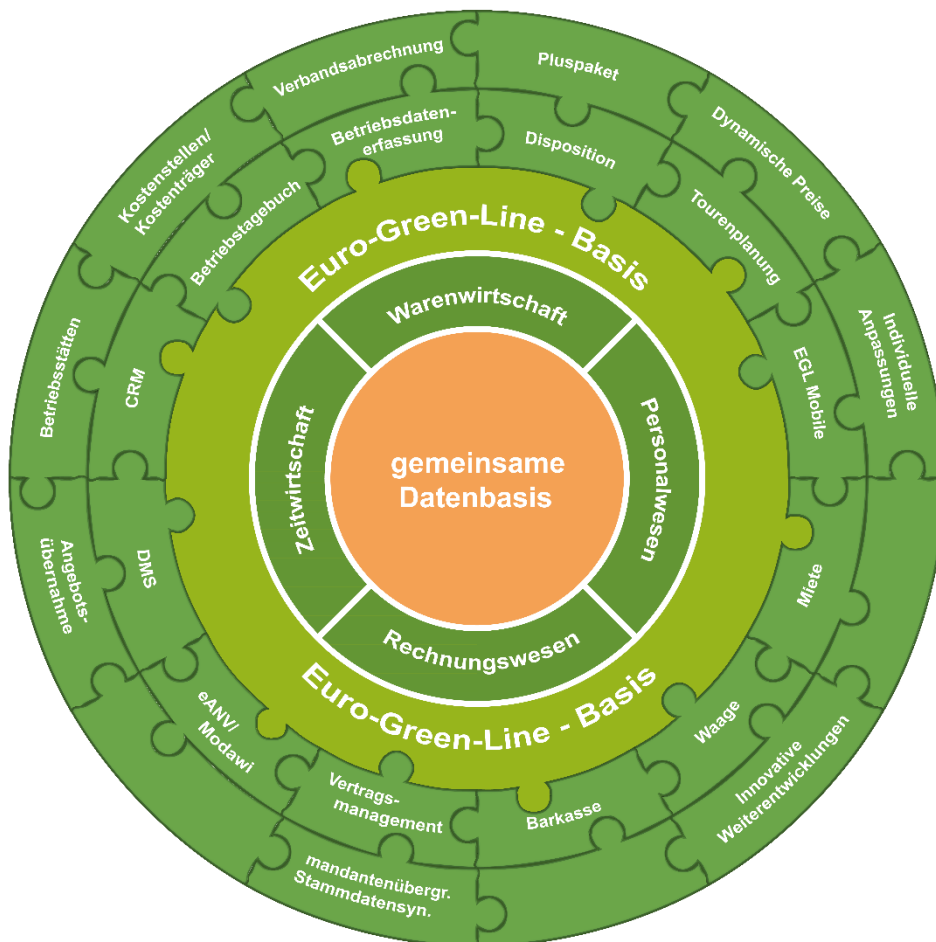 Verbandsabrechnung
Pluspaket
Dynamische Preise
Individuelle
Anpassungen
Innovative
Weiterentwicklungen
mandantenübergr.
Stammdatensyn.
Angebots-
übernahme
Betriebsstätten
Kostenstellen/
Kostenträger
Betriebsdaten-
erfassung
Disposition
Tourenplanung
EGL Mobile
Miete
Waage
Barkasse
Vertrags-
management
eANV/
Modawi
DMS
CRM
Betriebstagebuch
Euro-Green-Line - Basis
Warenwirtschaft
Personalwesen
Rechnungswesen
Zeitwirtschaft
gemeinsame
Datenbasis
Euro-Green-Line - Basis